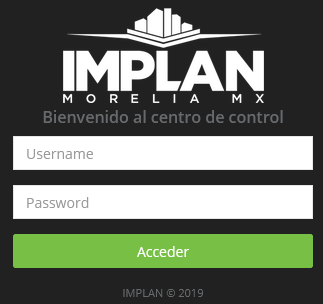 IMPLAN
MORELIA MX
Bienvenido al centro de control
Username
Password
Acceder
IMPLAN © 2019